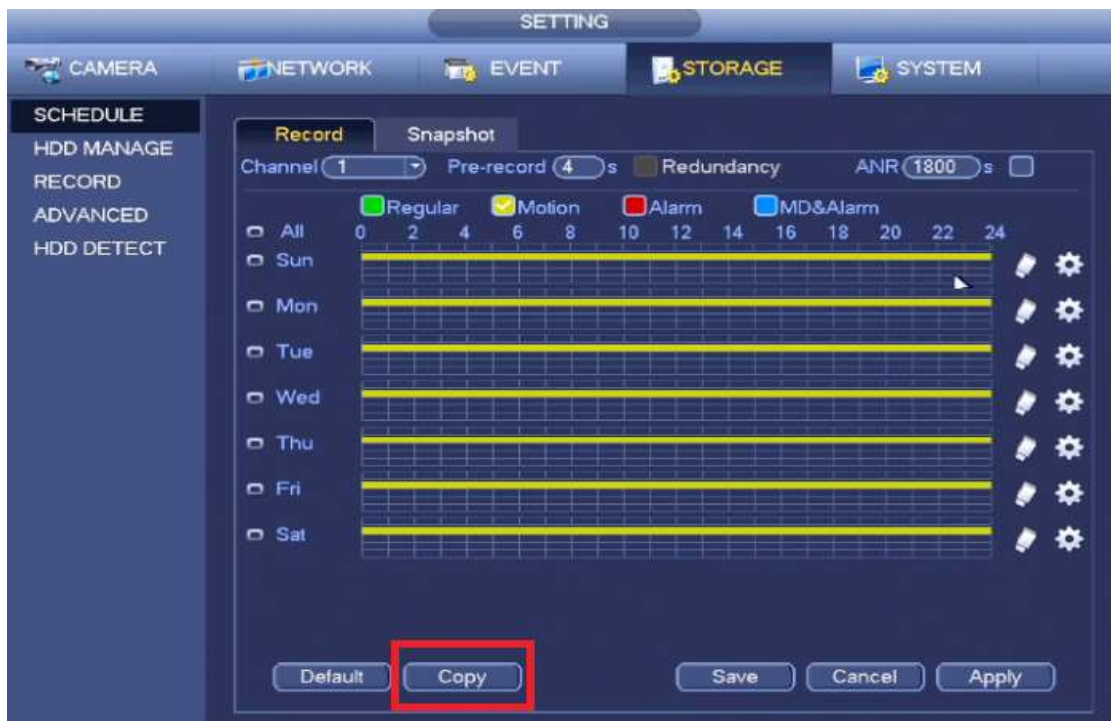 SETTING
CAMERA NETWORK EVENT STORAGE SYSTEM
SCHEDULE
HDD MANAGE
RECORD
ADVANCED
HDD DETECT
Record Snapshot
Channel 1 Pre-record 4 s Redundancy ANR 1800 s
Regular Motion Alarm MD&Alarm
All 0 2 4 6 8 10 12 14 16 18 20 22 24
Sun
Mon
Tue
Wed
Thu
Fri
Sat
Default Copy Save Cancel Apply